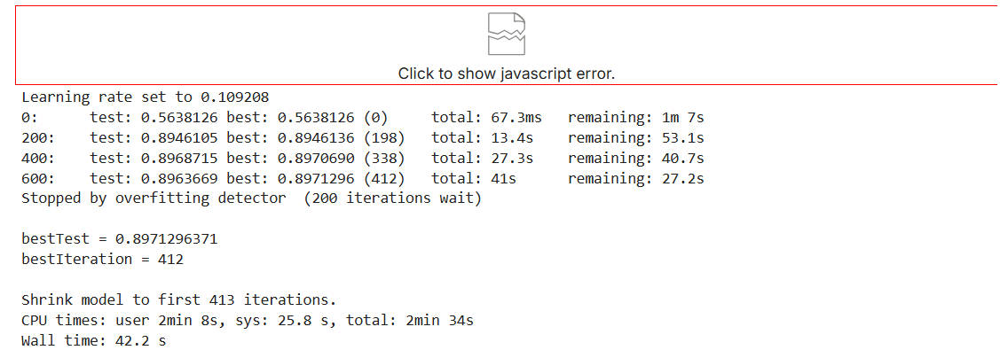 Click to show javascript error.
Learning rate set to 0.109208
0:      test: 0.5638126 best: 0.5638126 (0)     total: 67.3ms   remaining: 1m 7s
200:    test: 0.8946105 best: 0.8946136 (198)   total: 13.4s    remaining: 53.1s
400:    test: 0.8968715 best: 0.8970690 (338)   total: 27.3s    remaining: 40.7s
600:    test: 0.8963669 best: 0.8971296 (412)   total: 41s      remaining: 27.2s
Stopped by overfitting detector  (200 iterations wait)
bestTest = 0.8971296371
bestIteration = 412
Shrink model to first 413 iterations.
CPU times: user 2min 8s, sys: 25.8 s, total: 2min 34s
Wall time: 42.2 s